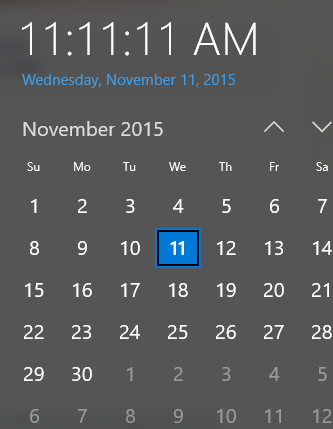 11:11:11 AM
Wednesday, November 11, 2015
November 2015
Su Mo Tu We Th Fr Sa
1 2 3 4 5 6 7
8 9 10 11 12 13 14
15 16 17 18 19 20 21
22 23 24 25 26 27 28
29 30 1 2 3 4 5
6 7 8 9 10 11 12